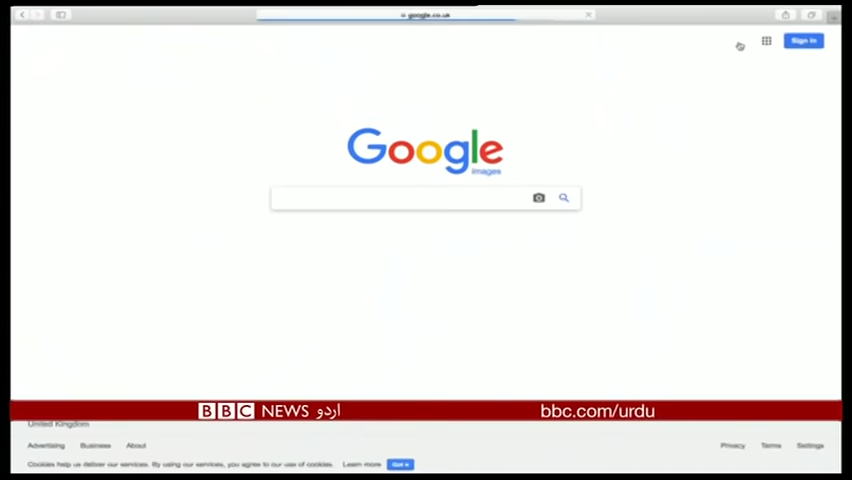 google.co.uk
Sign in
Google
images
BBC NEWS اردو
bbc.com/urdu
United Kingdom
Advertising Business About Privacy Terms Settings
Cookies help us deliver our services. By using our services, you agree to our use of cookies. Learn more Got it